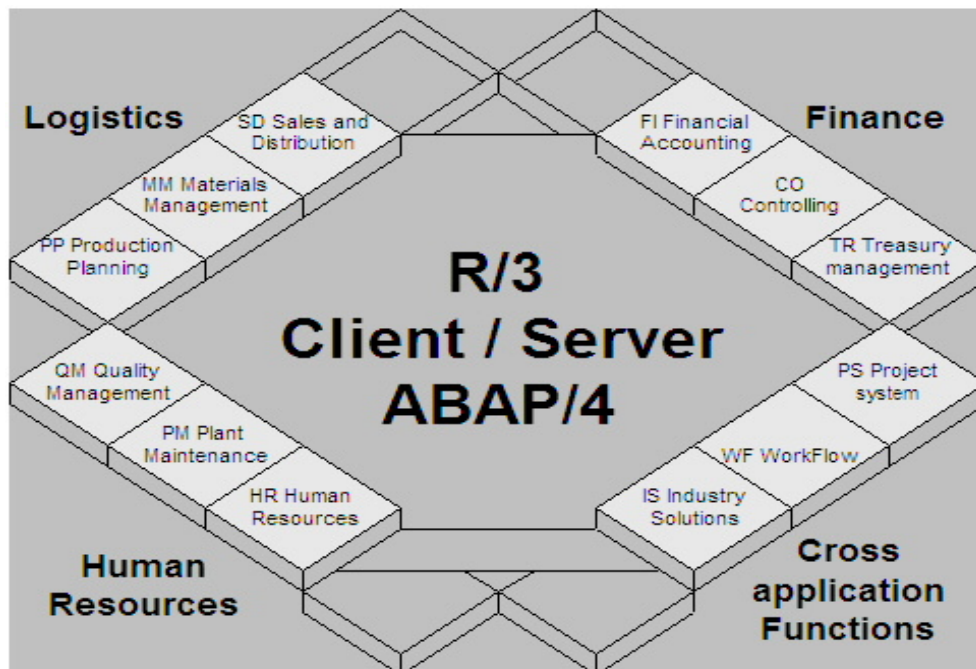 Logistics
SD Sales and
Distribution
MM Materials
Management
PP Production
Planning
FI Financial
Accounting
Finance
CO
Controlling
TR Treasury
management
R/3
Client / Server
ABAP/4
QM Quality
Management
PM Plant
Maintenance
HR Human
Resources
Human
Resources
PS Project
system
WF WorkFlow
IS Industry
Solutions
Cross
application
Functions